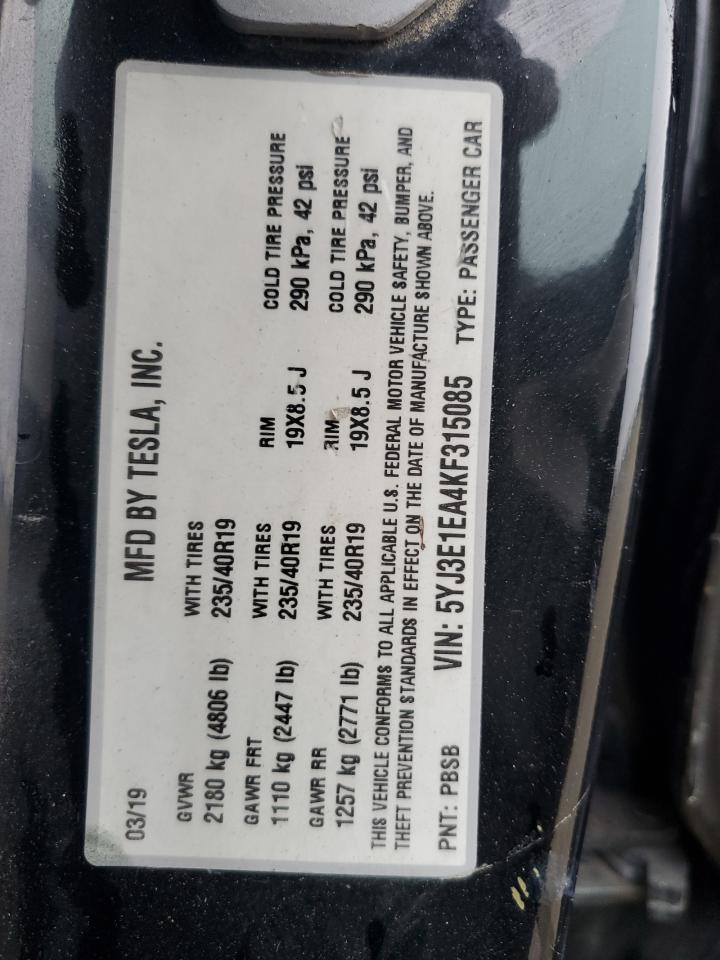 03/19 MFD BY TESLA, INC.
GVWR WITH TIRES
2180 kg (4806 lb) 235/40R19
GAWR FRT WITH TIRES RIM COLD TIRE PRESSURE
1110 kg (2447 lb) 235/40R19 19X8.5 J 290 kPa, 42 psi
GAWR RR WITH TIRES RIM COLD TIRE PRESSURE
1257 kg (2771 lb) 235/40R19 19X8.5 J 290 kPa, 42 psi
THIS VEHICLE CONFORMS TO ALL APPLICABLE U.S. FEDERAL MOTOR VEHICLE SAFETY, BUMPER, AND
THEFT PREVENTION STANDARDS IN EFFECT ON THE DATE OF MANUFACTURE SHOWN ABOVE.
PNT: PBSB VIN: 5YJ3E1EA4KF315085 TYPE: PASSENGER CAR